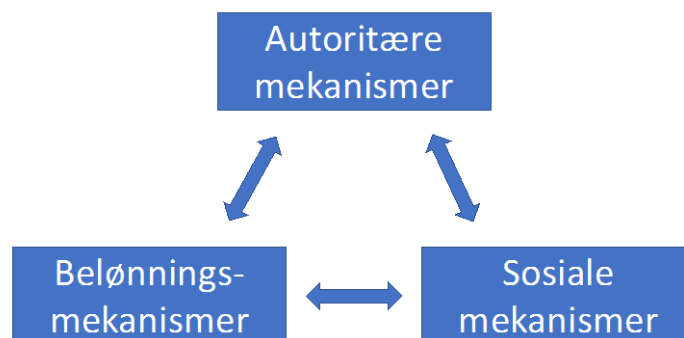 Autoritære
mekanismer
Belønnings-
mekanismer
Sosiale
mekanismer